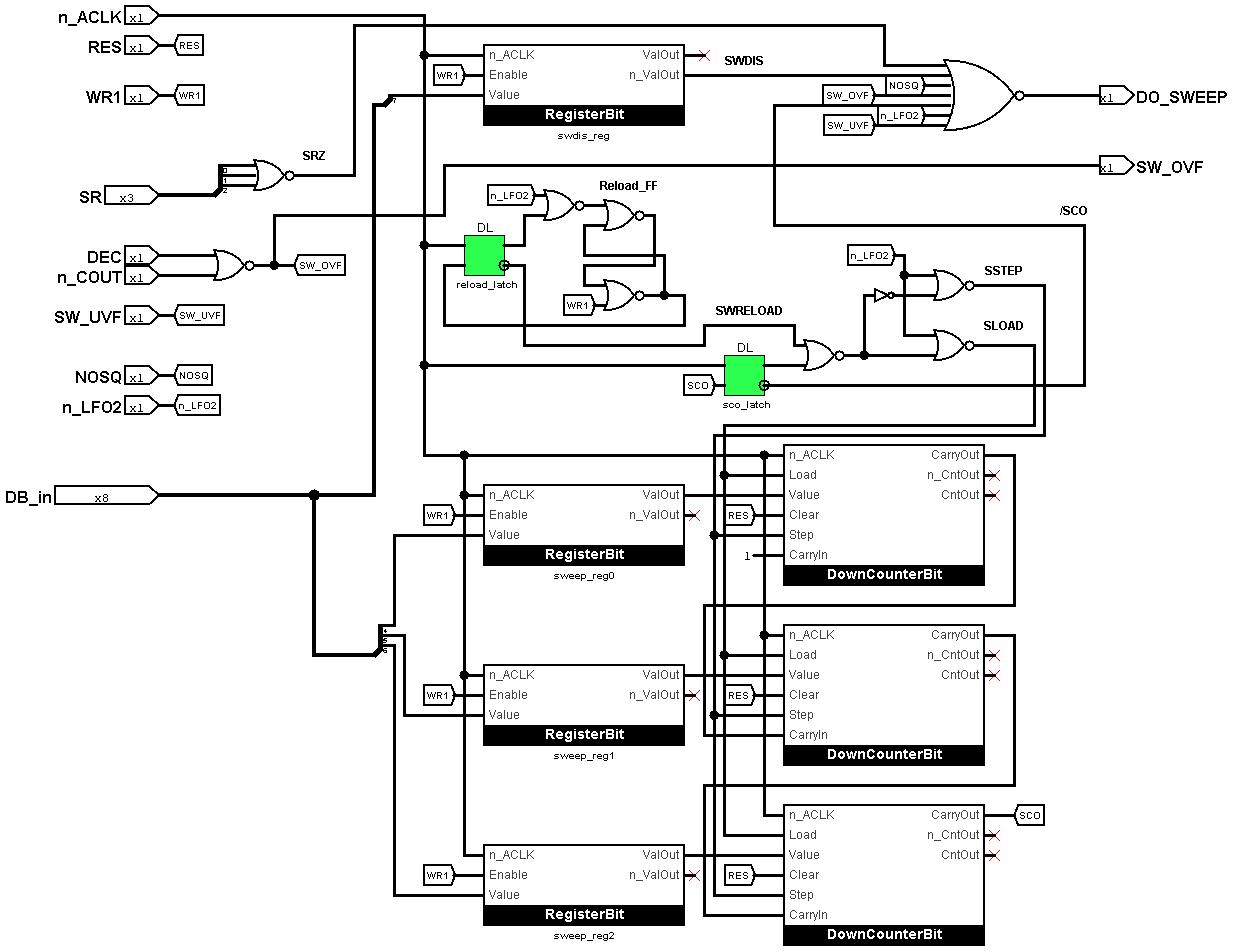 n_ACLK x1
RES x1 RES
WR1 x1 WR1
SR x3
0
1
2
SRZ
DEC x1
n_COUT x1
SW_OVF
SW_UVF x1 SW_UVF
NOSQ x1 NOSQ
n_LFO2 x1 n_LFO2
DB_in x8
7
WR1
n_ACLK ValOut
Enable n_ValOut
Value
RegisterBit
swdis_reg
SWDIS
NOSQ
SW_OVF
n_LFO2
SW_UVF
x1 DO_SWEEP
x1 SW_OVF
/SCO
n_LFO2
Reload_FF
DL
reload_latch
WR1
SWRELOAD
DL
SCO
sco_latch
n_LFO2
SSTEP
SLOAD
4
5
6
WR1
n_ACLK ValOut
Enable n_ValOut
Value
RegisterBit
sweep_reg0
RES
1
n_ACLK CarryOut
Load n_CntOut
Value CntOut
Clear
Step
CarryIn
DownCounterBit
WR1
n_ACLK ValOut
Enable n_ValOut
Value
RegisterBit
sweep_reg1
RES
n_ACLK CarryOut
Load n_CntOut
Value CntOut
Clear
Step
CarryIn
DownCounterBit
WR1
n_ACLK ValOut
Enable n_ValOut
Value
RegisterBit
sweep_reg2
RES
n_ACLK CarryOut
Load n_CntOut
Value CntOut
Clear
Step
CarryIn
DownCounterBit
SCO